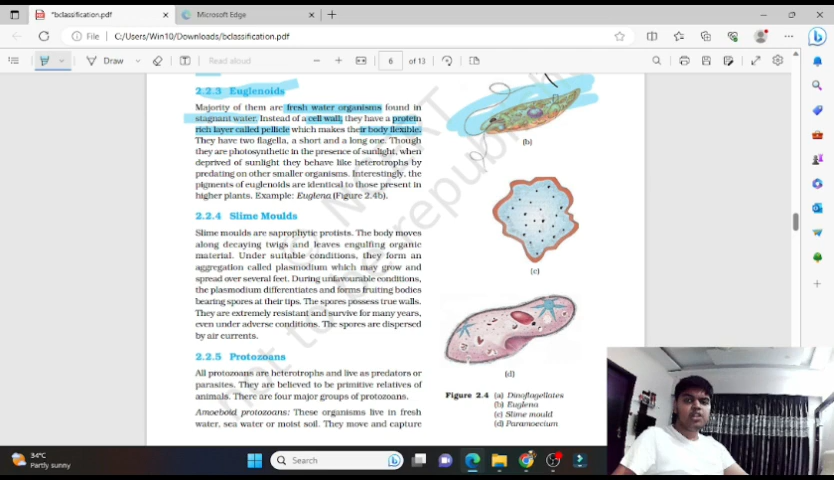 *bclassification.pdf
Microsoft Edge
File
C:/Users/Win10/Downloads/bclassification.pdf
Draw
Read aloud
6
of 13
2.2.3 Euglenoids
Majority of them are fresh water organisms found in
stagnant water. Instead of a cell wall, they have a protein
rich layer called pellicle which makes their body flexible.
They have two flagella, a short and a long one. Though
they are photosynthetic in the presence of sunlight, when
deprived of sunlight they behave like heterotrophs by
predating on other smaller organisms. Interestingly, the
pigments of euglenoids are identical to those present in
higher plants. Example: Euglena (Figure 2.4b).
(b)
2.2.4 Slime Moulds
Slime moulds are saprophytic protists. The body moves
along decaying twigs and leaves engulfing organic
material. Under suitable conditions, they form an
aggregation called plasmodium which may grow and
spread over several feet. During unfavourable conditions,
the plasmodium differentiates and forms fruiting bodies
bearing spores at their tips. The spores possess true walls.
They are extremely resistant and survive for many years,
even under adverse conditions. The spores are dispersed
by air currents.
(c)
2.2.5 Protozoans
All protozoans are heterotrophs and live as predators or
parasites. They are believed to be primitive relatives of
animals. There are four major groups of protozoans.
Amoeboid protozoans: These organisms live in fresh
water, sea water or moist soil. They move and capture
(d)
Figure 2.4 (a) Dinoflagellates
(b) Euglena
(c) Slime mould
(d) Paramoecium
not to be republished
34°C
Partly sunny
Search